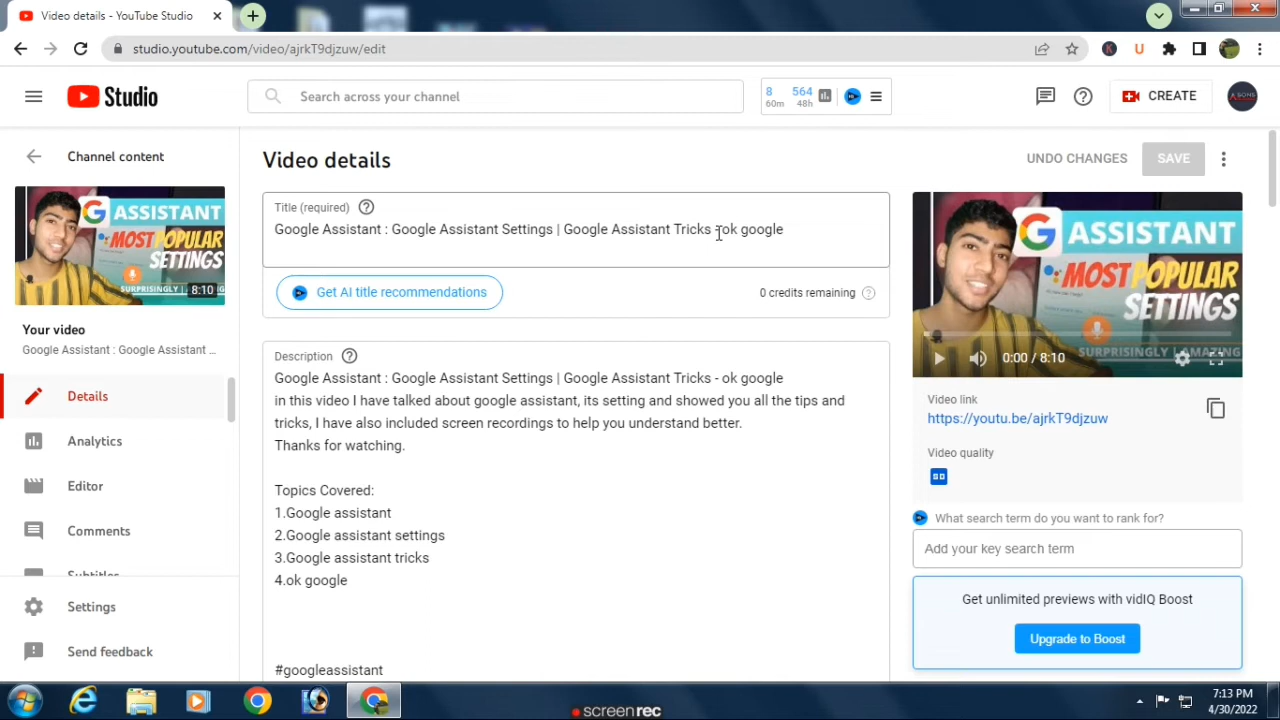 Video details - YouTube Studio
studio.youtube.com/video/ajrkT9djzuw/edit
Studio
Search across your channel
8 564
60m 48h
CREATE
Channel content
ASSISTANT
MOST POPULAR
SETTINGS
SURPRISINGLY | AMAZING
8:10
Your video
Google Assistant : Google Assistant ...
Details
Analytics
Editor
Comments
Subtitles
Settings
Send feedback
Video details
UNDO CHANGES
SAVE
Title (required)
Google Assistant : Google Assistant Settings | Google Assistant Tricks -ok google
Get AI title recommendations
0 credits remaining
Description
Google Assistant : Google Assistant Settings | Google Assistant Tricks - ok google
in this video I have talked about google assistant, its setting and showed you all the tips and
tricks, I have also included screen recordings to help you understand better.
Thanks for watching.
Topics Covered:
1.Google assistant
2.Google assistant settings
3.Google assistant tricks
4.ok google
#googleassistant
ASSISTANT
MOST POPULAR
SETTINGS
SURPRISINGLY | AMAZING
0:00 / 8:10
Video link
https://youtu.be/ajrkT9djzuw
Video quality
SD
What search term do you want to rank for?
Add your key search term
Get unlimited previews with vidIQ Boost
Upgrade to Boost
screenrec
7:13 PM
4/30/2022